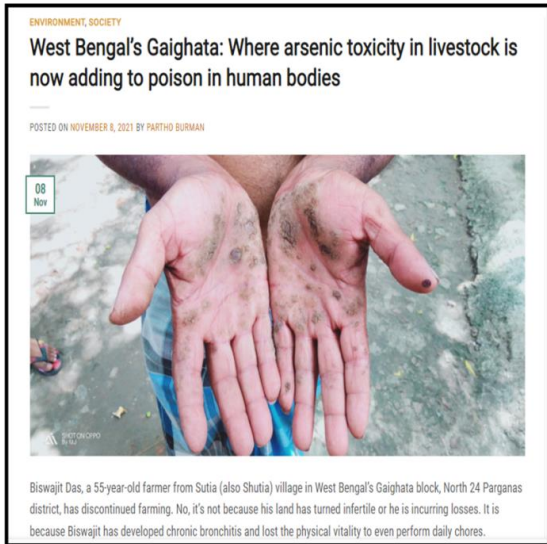 ENVIRONMENT, SOCIETY
West Bengal's Gaighata: Where arsenic toxicity in livestock is
now adding to poison in human bodies
POSTED ON NOVEMBER 8, 2021 BY PARTHO BURMAN
08
Nov
SHOT ON OPPO
By MJ
Biswajit Das, a 55-year-old farmer from Sutia (also Shutia) village in West Bengal's Gaighata block, North 24 Parganas
district, has discontinued farming. No, it's not because his land has turned infertile or he is incurring losses. It is
because Biswajit has developed chronic bronchitis and lost the physical vitality to even perform daily chores.